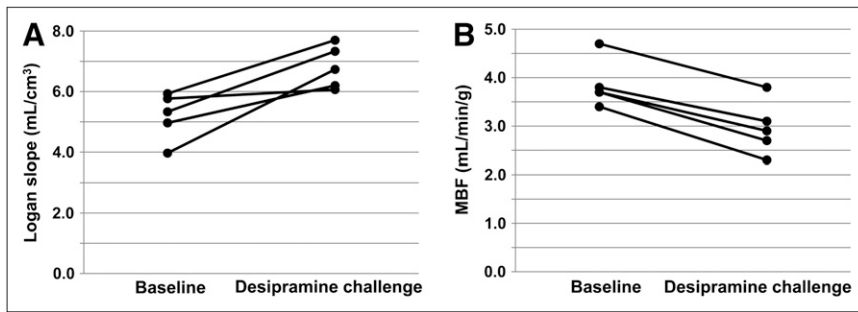 A
Logan slope (mL/cm³)
8.0
6.0
4.0
2.0
0.0
Baseline
Desipramine challenge
B
MBF (mL/min/g)
5.0
4.0
3.0
2.0
1.0
0.0
Baseline
Desipramine challenge